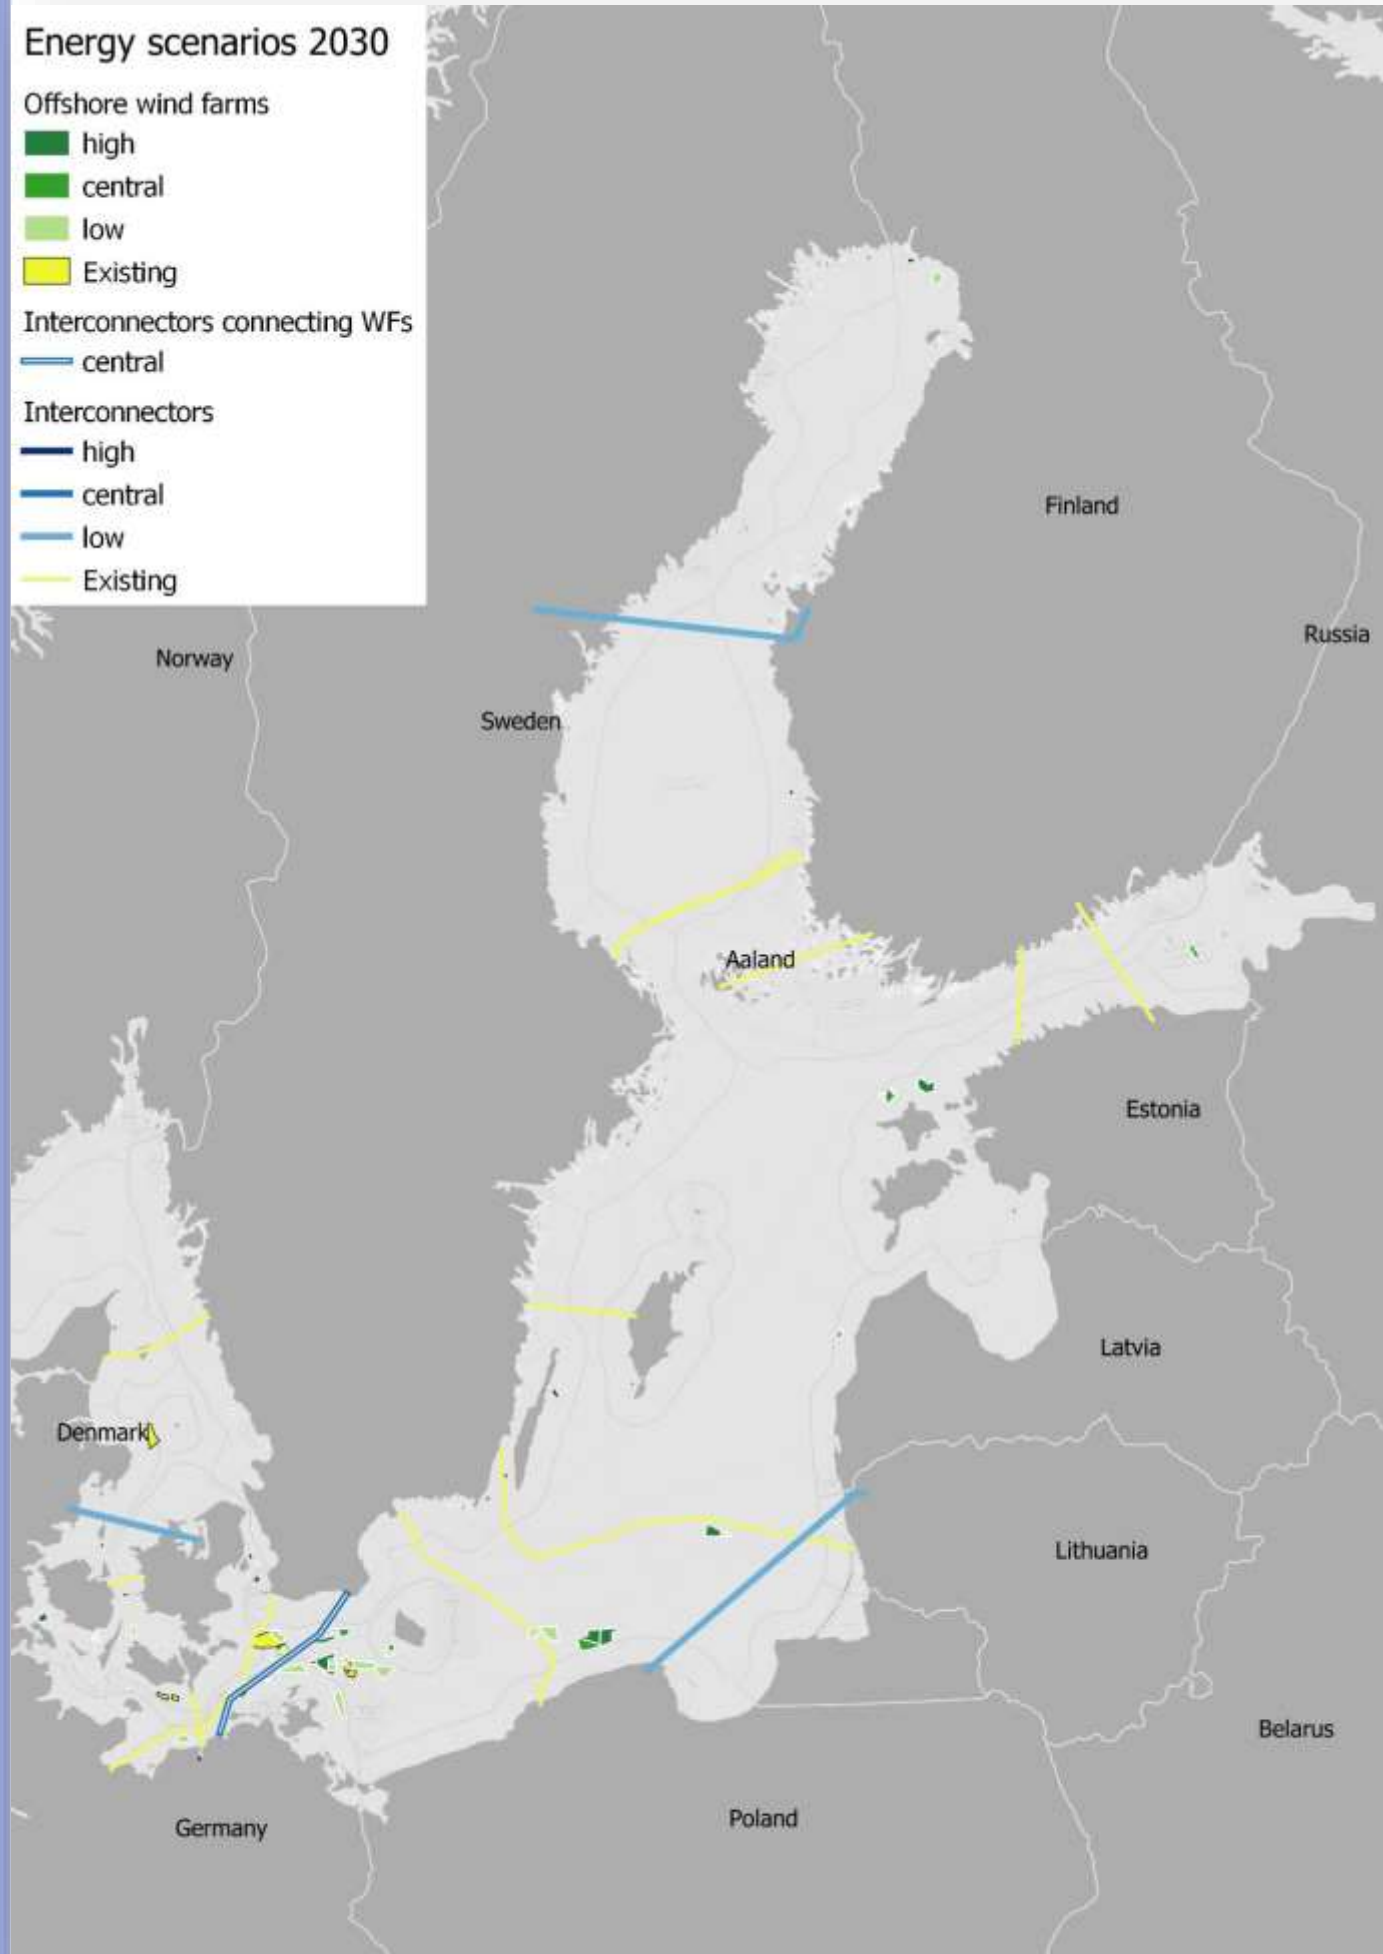 Energy scenarios 2030
Offshore wind farms
high
central
low
Existing
Interconnectors connecting WFs
central
Interconnectors
high
central
low
Existing
Finland
Russia
Norway
Sweden
Aaland
Estonia
Latvia
Denmark
Lithuania
Belarus
Poland
Germany